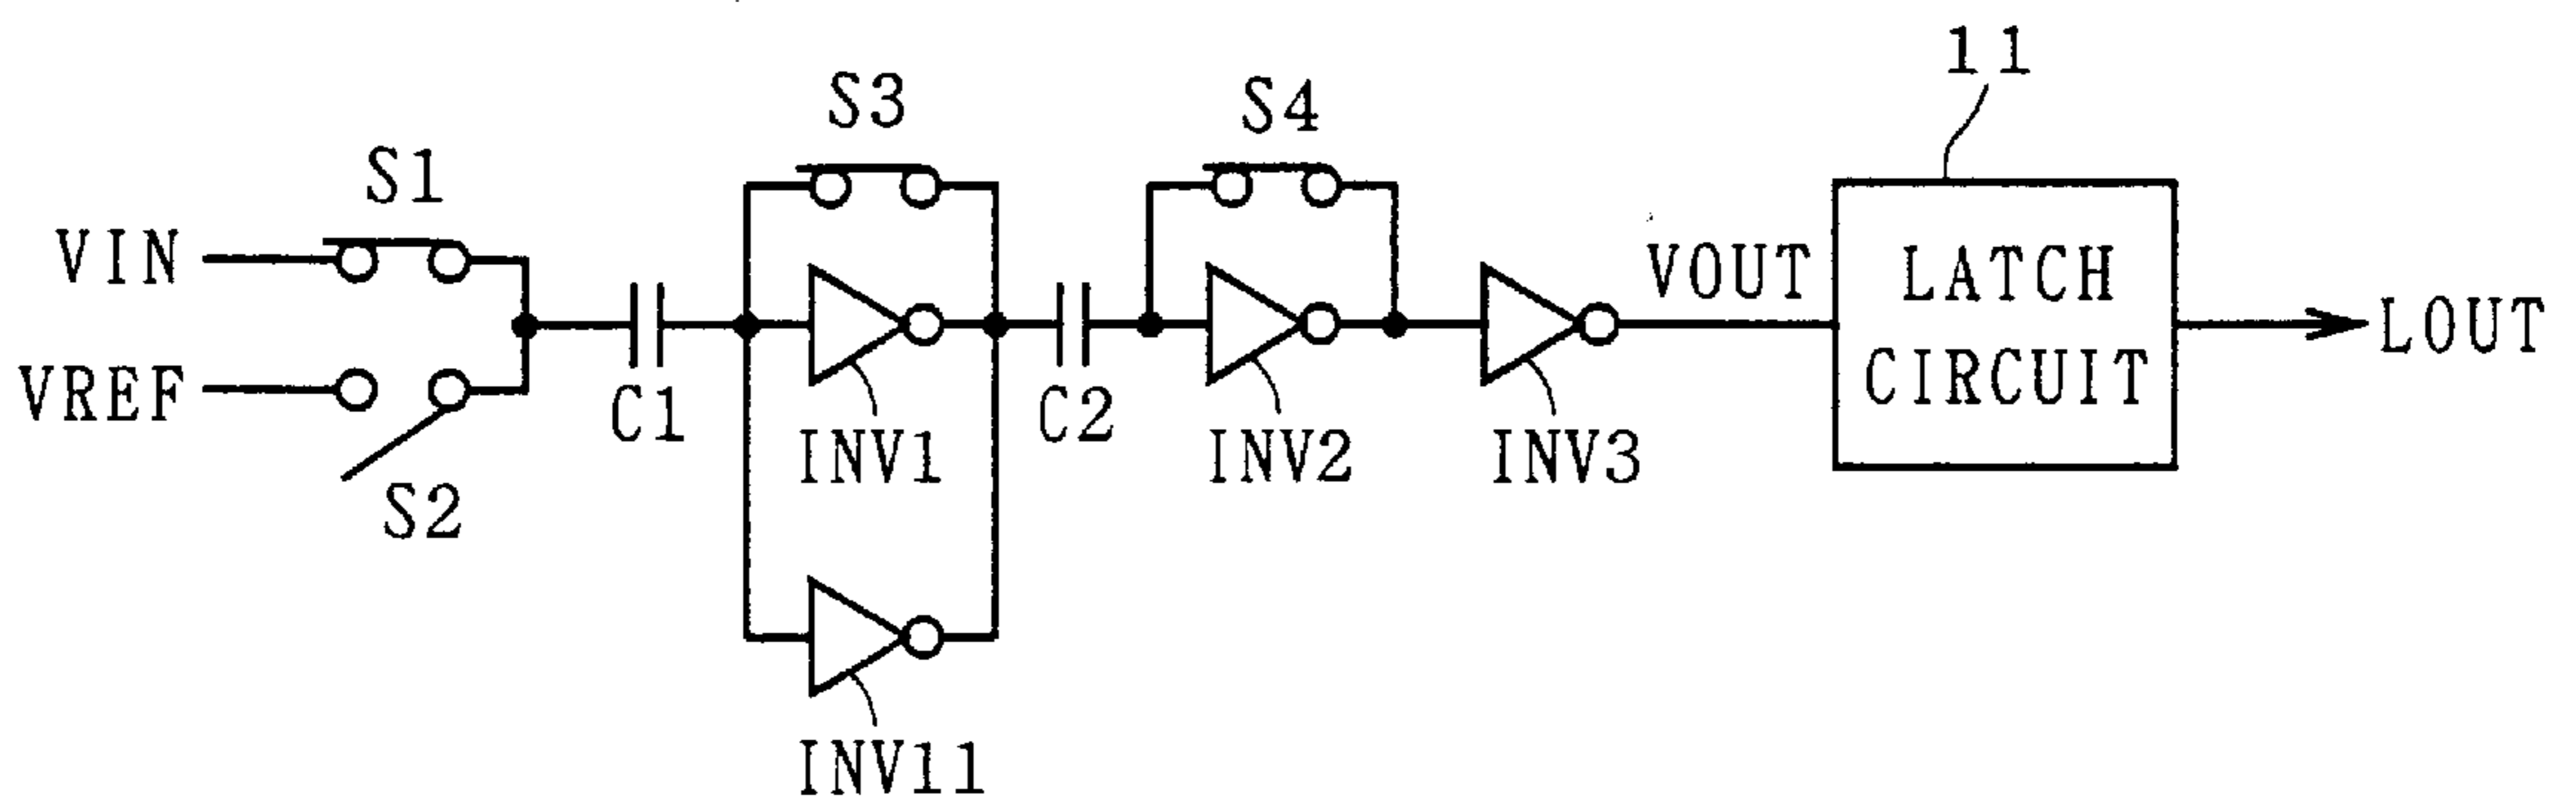 11
S3
S4
S1
VIN
VOUT
LATCH
CIRCUIT
LOUT
VREF
C1
C2
INV1
INV2
INV3
S2
INV11